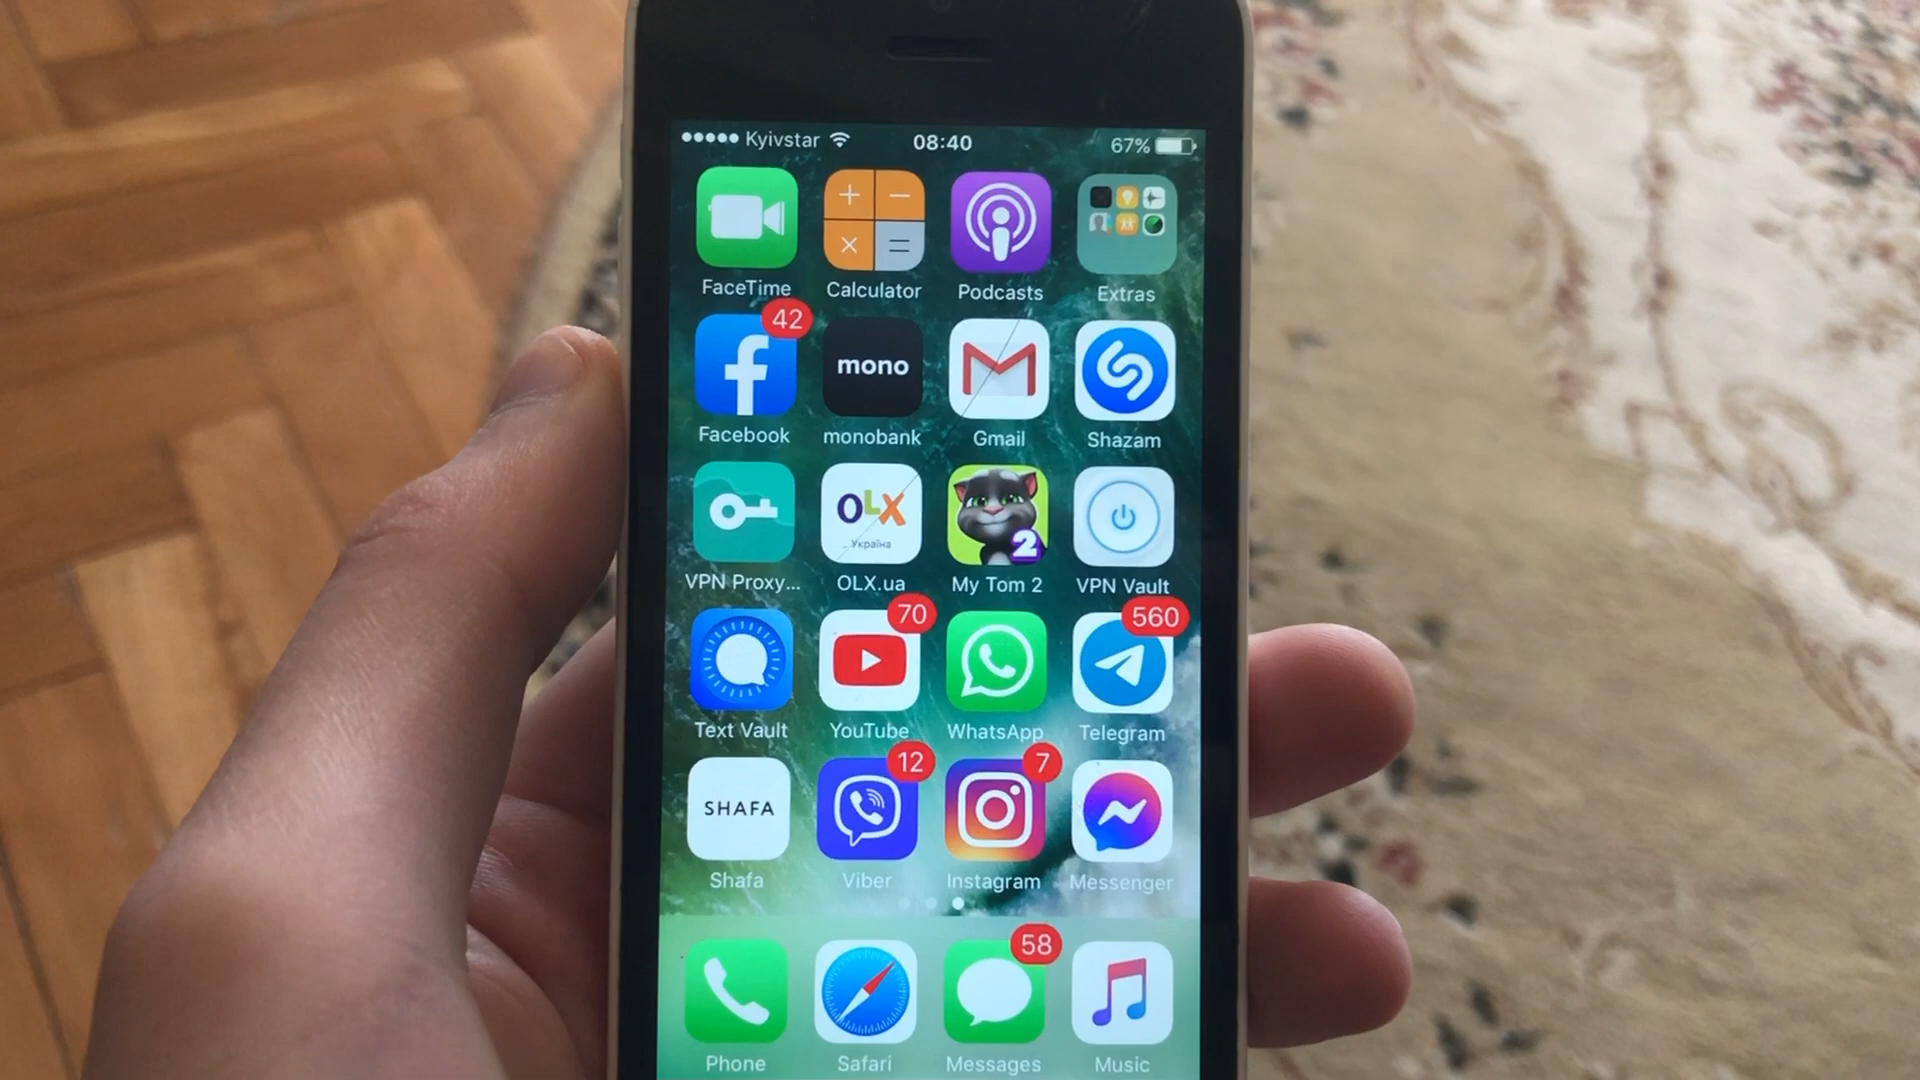 Kyivstar 08:40 67%
FaceTime Calculator Podcasts Extras
42
mono
Facebook monobank Gmail Shazam
OLX
Україна
2
VPN Proxy... OLX.ua My Tom 2 VPN Vault
70 560
Text Vault YouTube WhatsApp Telegram
12 7
SHAFA
Shafa Viber Instagram Messenger
58
Phone Safari Messages Music